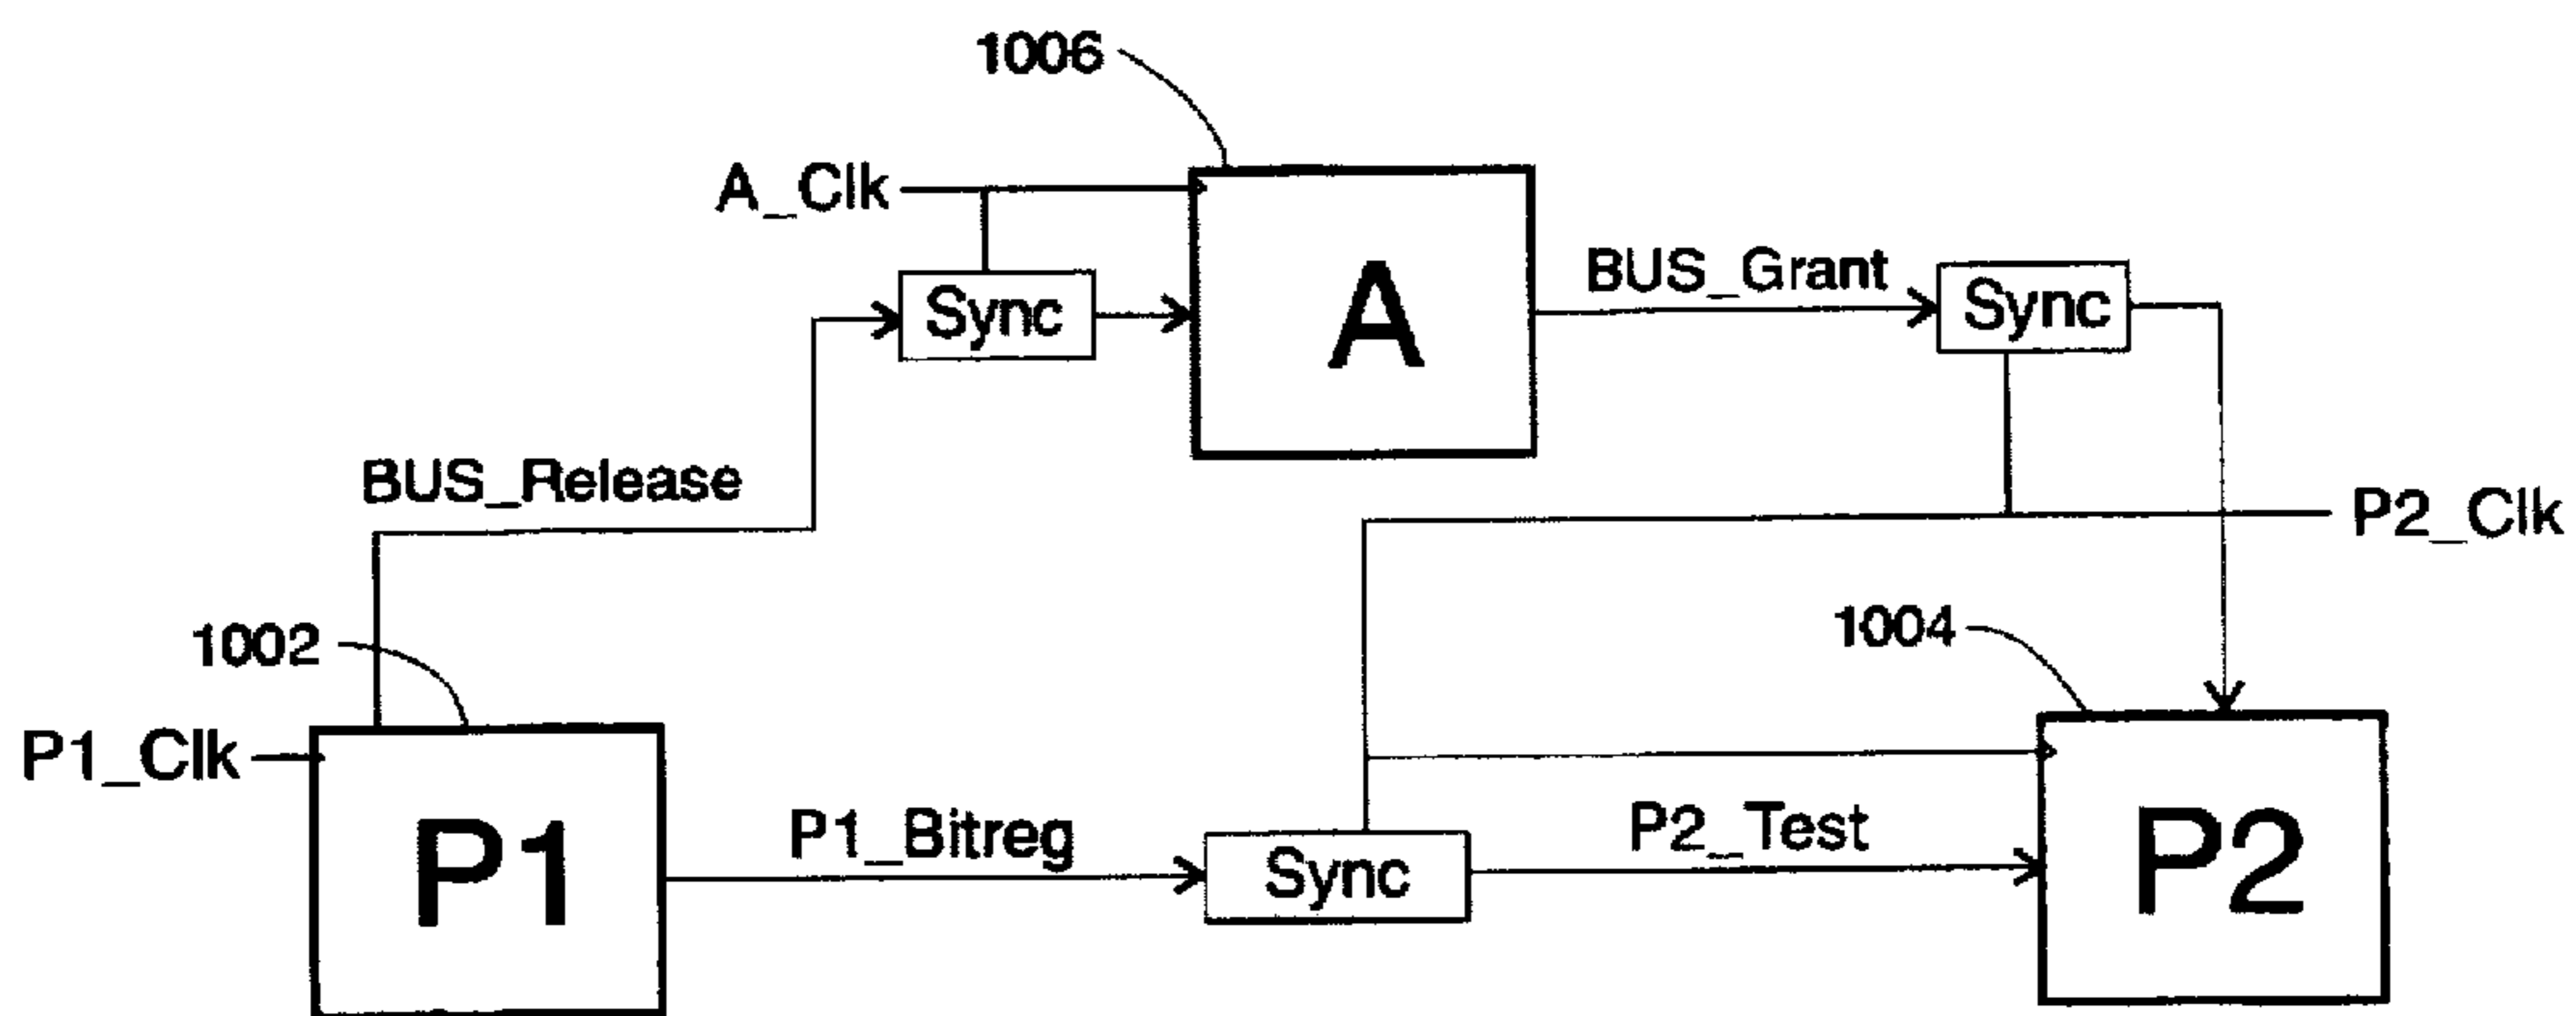 1006
A_Clk
A
BUS_Grant
Sync
Sync
BUS_Release
P2_Clk
1002
1004
P1_Clk
P1
P1_Bitreg
Sync
P2_Test
P2